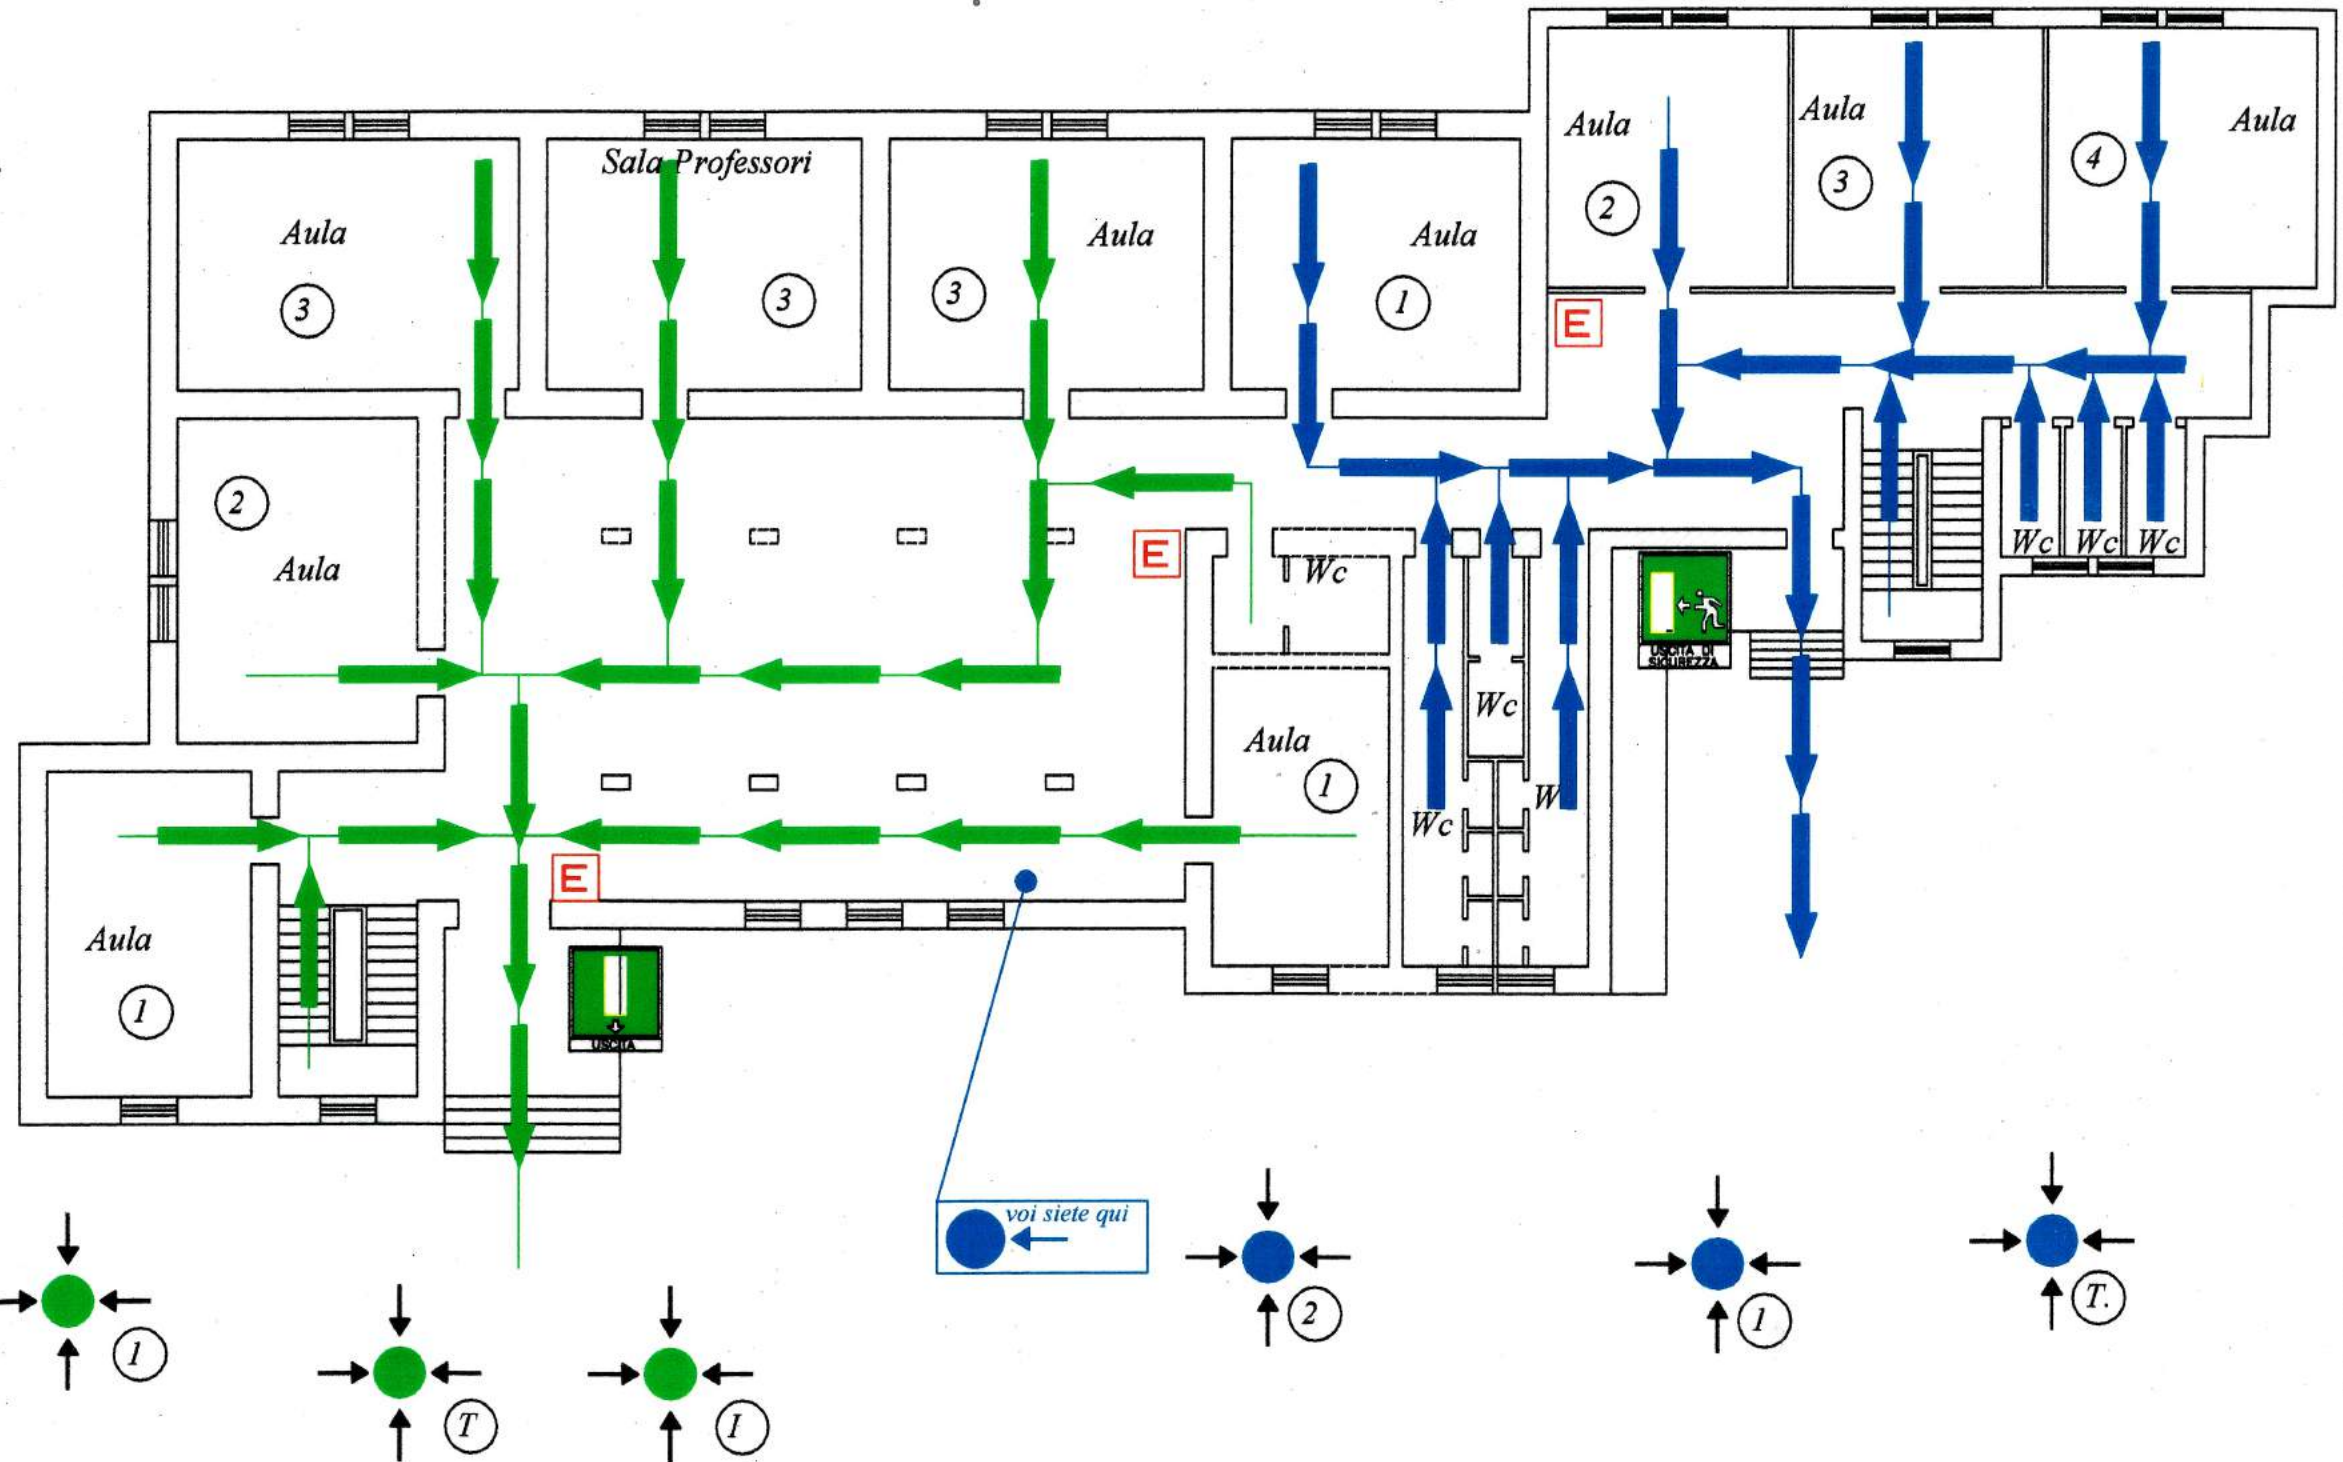 Aula
Aula
Aula
2
3
4
Sala Professori
Aula
Aula
Aula
3
3
3
1
E
2
Aula
E
Wc
Wc
Wc
Wc
USCITA DI
SICUREZZA
Aula
1
Wc
W
Wc
E
Aula
1
USCITA
voi siete qui
1
T
I
2
1
T.